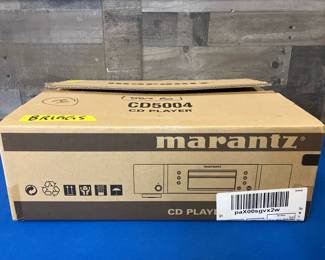 CD5004
CD PLAYER
BRIGGS
marantz
paX00sgvx2w
CD PLAYE